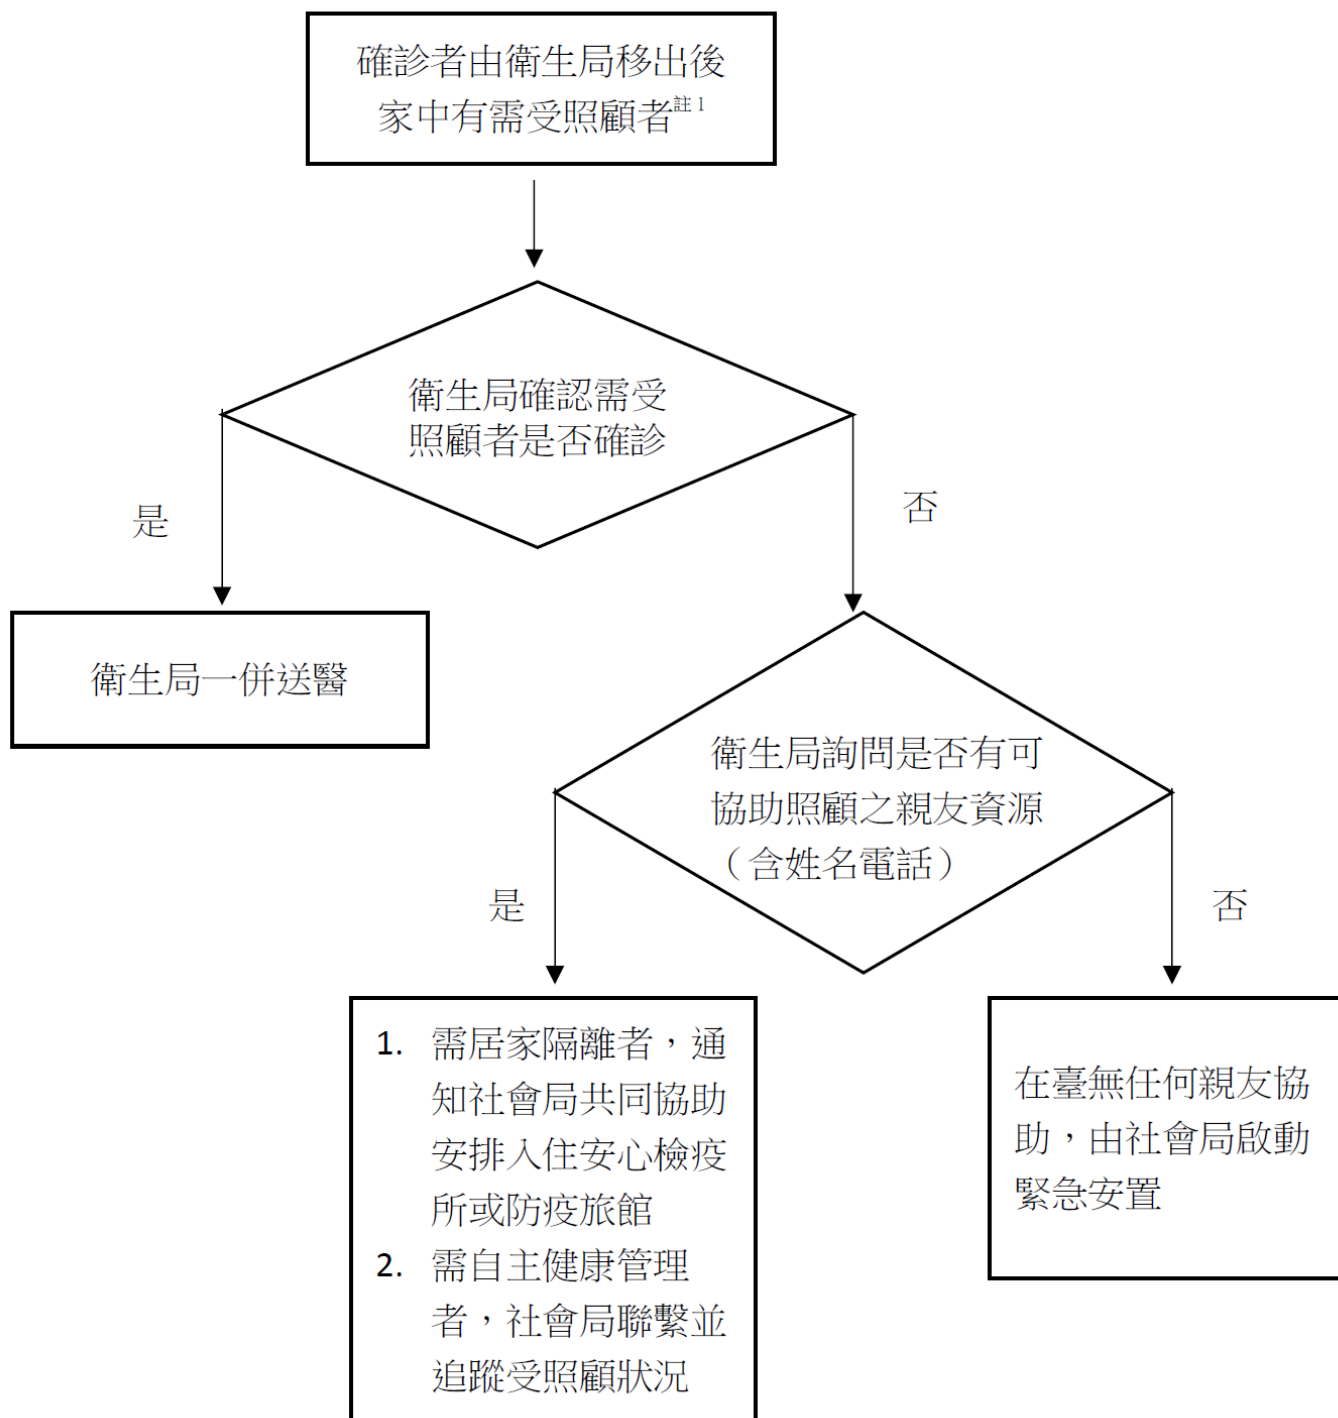 確診者由衛生局移出後
家中有需受照顧者註1
衛生局確認需受
照顧者是否確診
是
否
衛生局一併送醫
衛生局詢問是否有可
協助照顧之親友資源
（含姓名電話）
是
否
1. 需居家隔離者，通
知社會局共同協助
安排入住安心檢疫
所或防疫旅館
2. 需自主健康管理
者，社會局聯繫並
追蹤受照顧狀況
在臺無任何親友協
助，由社會局啟動
緊急安置